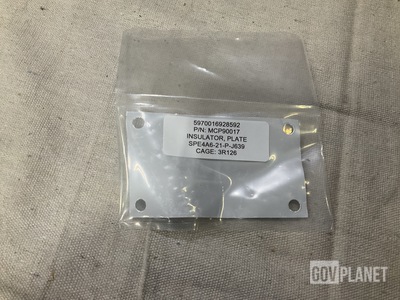 5970016928592
P/N: MCP90017
INSULATOR, PLATE
SPE4A6-21-P-J639
CAGE: 3R126
GOVPLANET